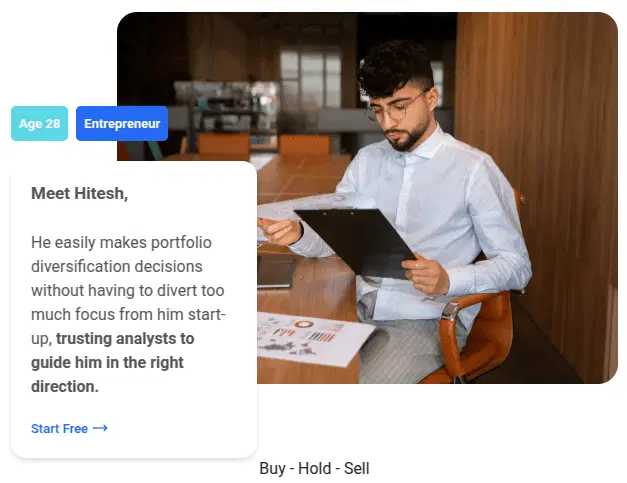 Age 28
Entrepreneur
Meet Hitesh,
He easily makes portfolio
diversification decisions
without having to divert too
much focus from him start-
up, trusting analysts to
guide him in the right
direction.
Start Free →
Buy - Hold - Sell